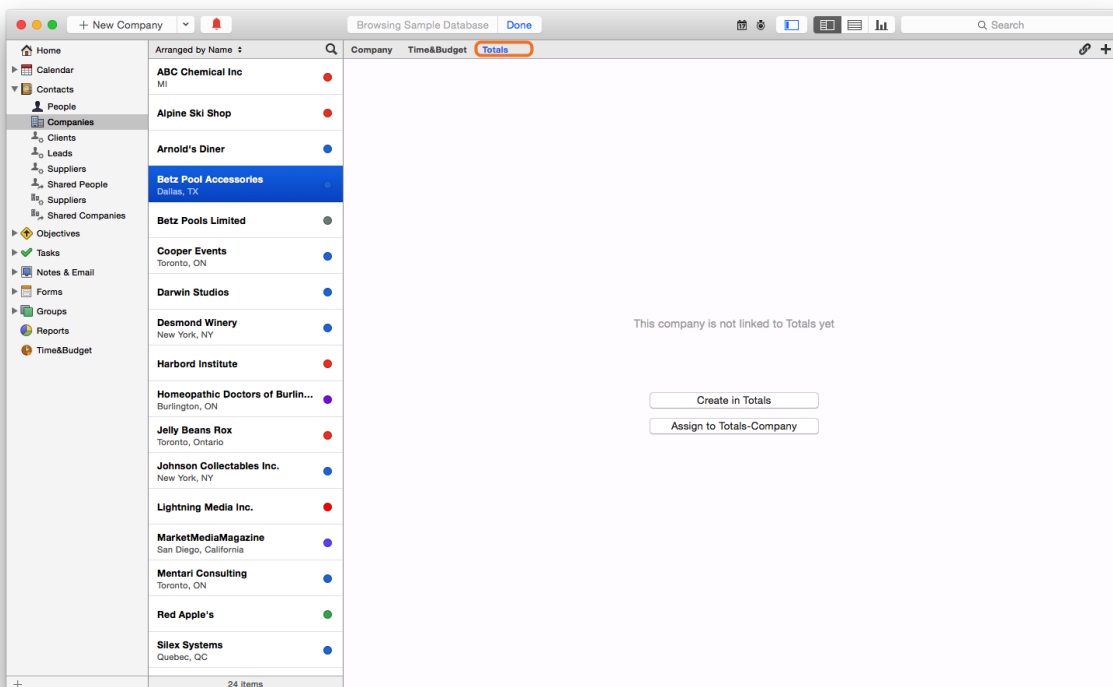 + New Company
Browsing Sample Database
Done
Search
Home
Calendar
Contacts
People
Companies
Clients
Leads
Suppliers
Shared People
Suppliers
Shared Companies
Objectives
Tasks
Notes & Email
Forms
Groups
Reports
Time&Budget
+
Arranged by Name
ABC Chemical Inc
MI
Alpine Ski Shop
Arnold's Diner
Betz Pool Accessories
Dallas, TX
Betz Pools Limited
Cooper Events
Toronto, ON
Darwin Studios
Desmond Winery
New York, NY
Harbord Institute
Homeopathic Doctors of Burlin...
Burlington, ON
Jelly Beans Rox
Toronto, Ontario
Johnson Collectables Inc.
New York, NY
Lightning Media Inc.
MarketMediaMagazine
San Diego, California
Mentari Consulting
Toronto, ON
Red Apple's
Silex Systems
Quebec, QC
24 items
Company Time&Budget Totals
This company is not linked to Totals yet
Create in Totals
Assign to Totals-Company